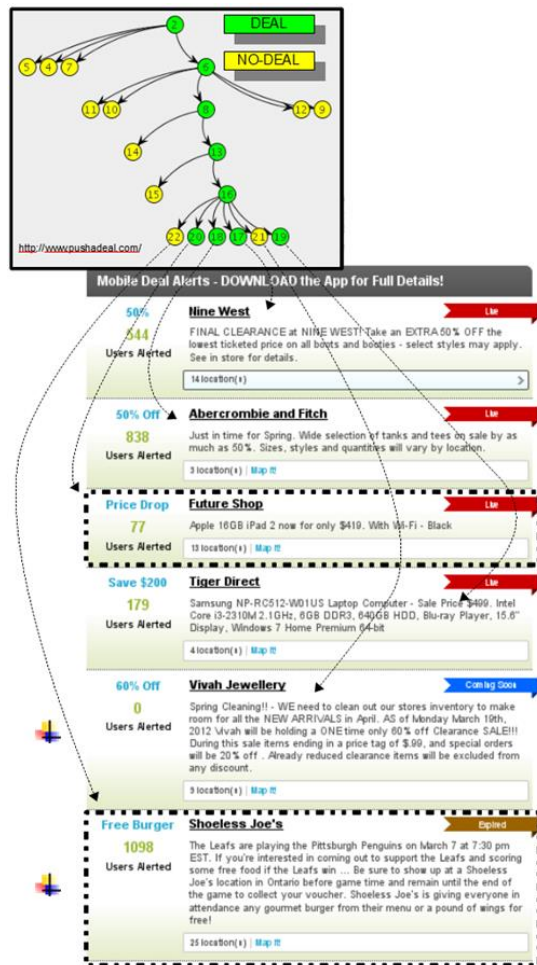 2
DEAL
NO-DEAL
5 4 7 6
11 10 8 12 9
14 13
15
16
22 20 18 17 21 19
http://www.pushadeal.com/
Mobile Deal Alerts - DOWNLOAD the App for Full Details!
50%
544
Users Alerted
Nine West
Live
FINAL CLEARANCE at NINE WEST! Take an EXTRA 50% OFF the
lowest ticketed price on all boots and booties - select styles may apply.
See in store for details.
14 location(s)
50% Off
838
Users Alerted
Abercrombie and Fitch
Live
Just in time for Spring. Wide selection of tanks and tees on sale by as
much as 50%. Sizes, styles and quantities will vary by location.
3 location(s) | Map It!
Price Drop
77
Users Alerted
Future Shop
Live
Apple 16GB iPad 2 now for only $419. With Wi-Fi - Black
13 location(s) | Map It!
Save $200
179
Users Alerted
Tiger Direct
Live
Samsung NP-RC512-W01US Laptop Computer - Sale Price $499. Intel
Core i3-2310M 2.1GHz, 6GB DDR3, 640GB HDD, Blu-ray Player, 15.6"
Display, Windows 7 Home Premium 64-bit
4 location(s) | Map It!
60% Off
0
Users Alerted
Vivah Jewellery
Coming Soon
Spring Cleaning!! - WE need to clean out our stores inventory to make
room for all the NEW ARRIVALS in April. AS of Monday March 19th,
2012 Vivah will be holding a ONE time only 60% off Clearance SALE!!!
During this sale items ending in a price tag of $.99, and special orders
will be 20% off . Already reduced clearance items will be excluded from
any discount.
9 location(s) | Map It!
Free Burger
1098
Users Alerted
Shoeless Joe's
Expired
The Leafs are playing the Pittsburgh Penguins on March 7 at 7:30 pm
EST. If you're interested in coming out to support the Leafs and scoring
some free food if the Leafs win ... Be sure to show up at a Shoeless
Joe's location in Ontario before game time and remain until the end of
the game to collect your voucher. Shoeless Joe's is giving everyone in
attendance any gourmet burger from their menu or a pound of wings for
free!
25 location(s) | Map It!